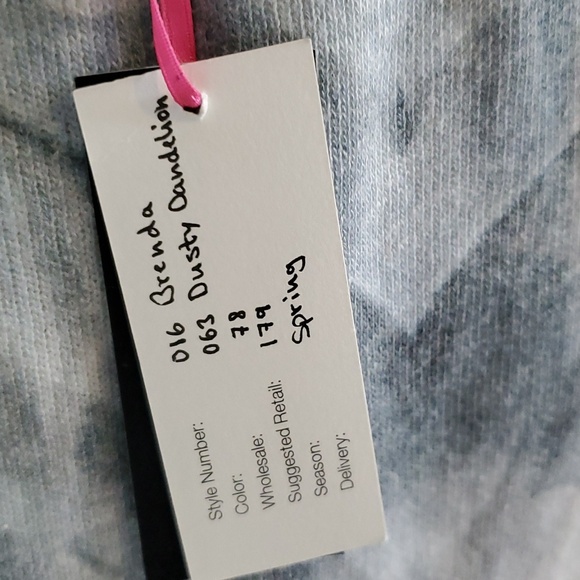 Style Number: 016 Brenda
Color: 063 Dusty Dandelion
Wholesale: 78
Suggested Retail: 179
Season: Spring
Delivery: